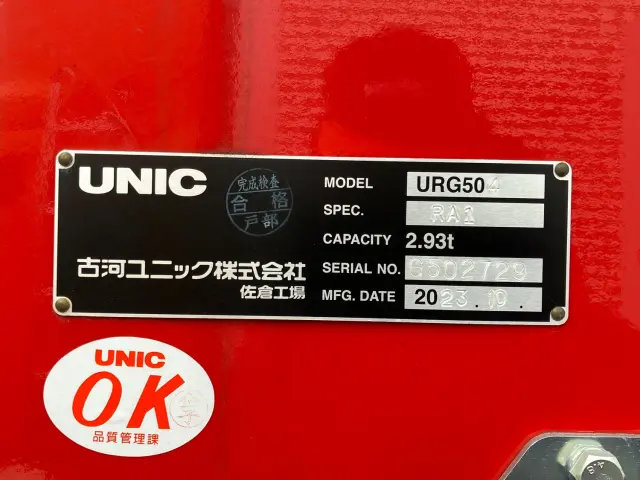 UNIC
完成検査
合格
戸部
古河ユニック株式会社
佐倉工場
MODEL URG504
SPEC. RA1
CAPACITY 2.93t
SERIAL NO. G502729
MFG. DATE 2023.10.
UNIC
OK
品質管理課